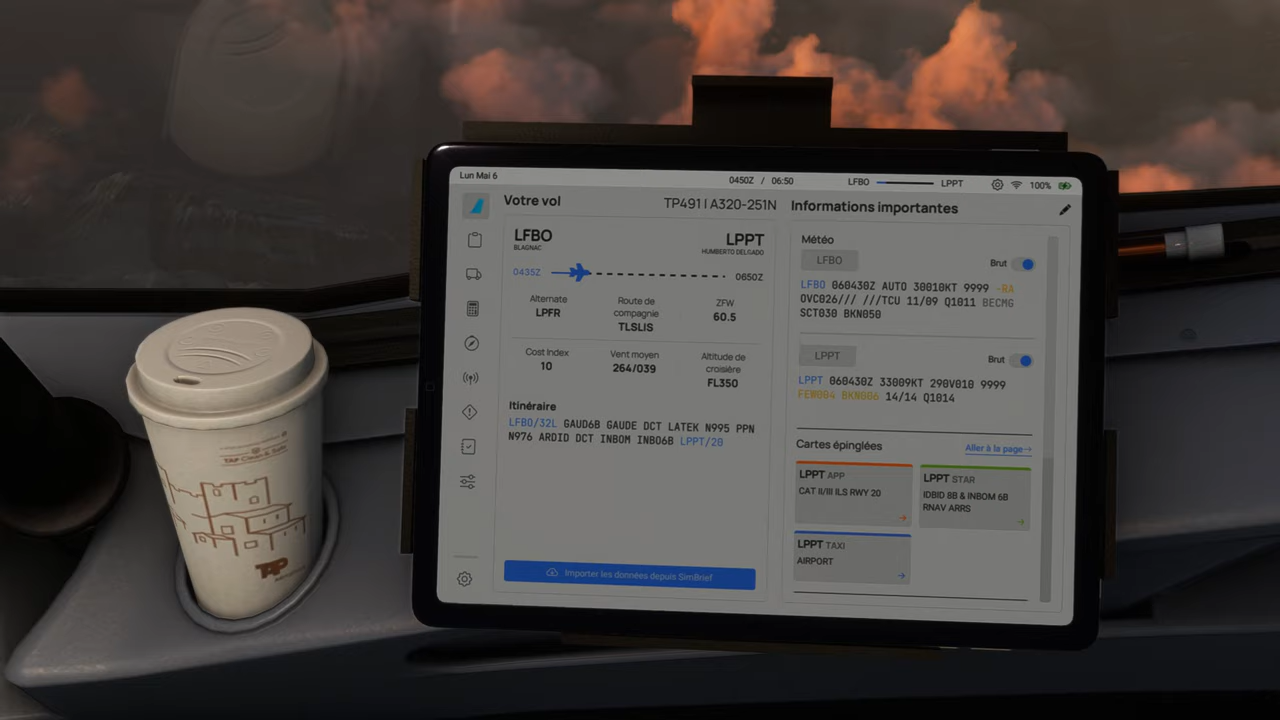 Lun Mai 6
0450Z / 06:50
LFBO LPPT
100%
Votre vol
TP491 | A320-251N
LFBO
BLAGNAC
LPPT
HUMBERTO DELGADO
0435Z
0650Z
Alternate
LPFR
Route de
compagnie
TLSLIS
ZFW
60.5
Cost Index
10
Vent moyen
264/039
Altitude de
croisière
FL350
Itinéraire
LFBO/32L GAUD6B GAUDE DCT LATEK N995 PPN
N976 ARDID DCT INBOM INBO6B LPPT/20
Importer les données depuis SimBrief
Informations importantes
Météo
LFBO
Brut
LFBO 060430Z AUTO 30010KT 9999 -RA
OVC026/// ///TCU 11/09 Q1011 BECMG
SCT030 BKN050
LPPT
Brut
LPPT 060430Z 33009KT 290V010 9999
FEW004 BKN006 14/14 Q1014
Cartes épinglées
Aller à la page→
LPPT APP
CAT II/III ILS RWY 20
LPPT STAR
IDBID 8B & INBOM 6B
RNAV ARRS
LPPT TAXI
AIRPORT
TAP Clean & Safe
TAP